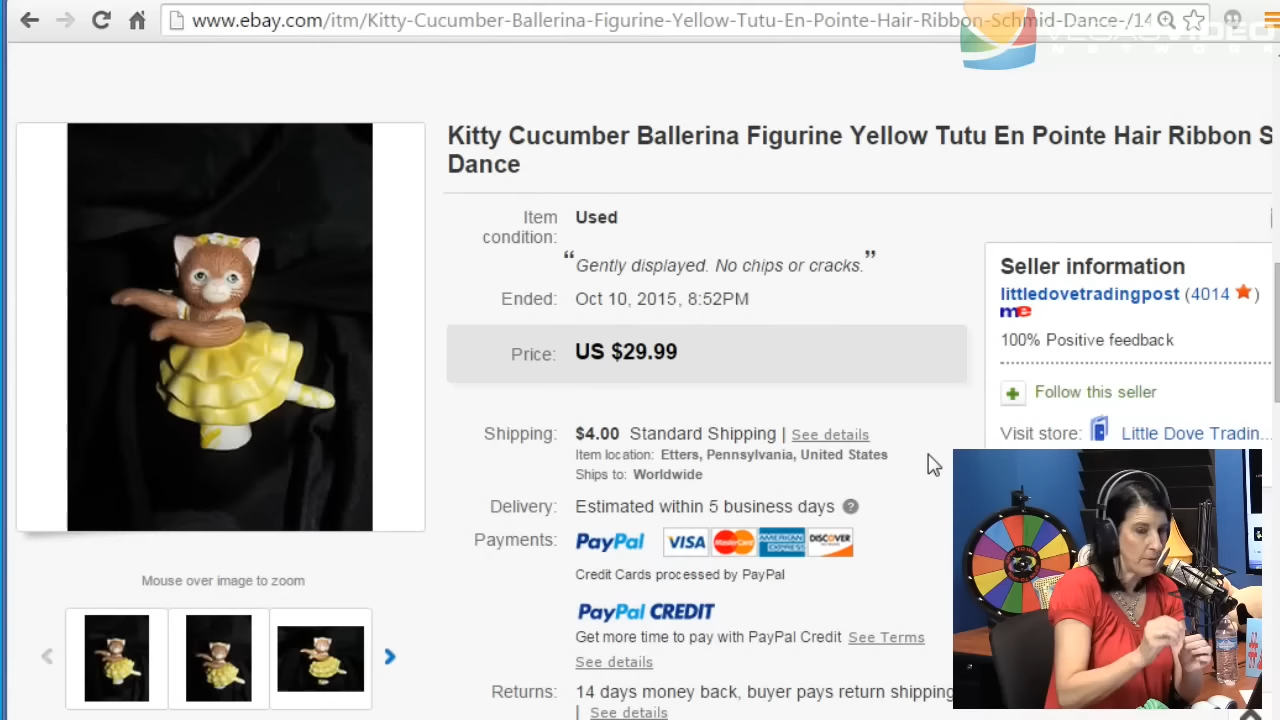 www.ebay.com/itm/Kitty-Cucumber-Ballerina-Figurine-Yellow-Tutu-En-Pointe-Hair-Ribbon-Schmid-Dance-/14
VEGAS VIDEO
NETWORK
Kitty Cucumber Ballerina Figurine Yellow Tutu En Pointe Hair Ribbon S
Dance
Item condition:
Used
“Gently displayed. No chips or cracks.”
Ended: Oct 10, 2015, 8:52PM
Price: US $29.99
Shipping: $4.00 Standard Shipping | See details
Item location: Etters, Pennsylvania, United States
Ships to: Worldwide
Delivery: Estimated within 5 business days
Payments: PayPal VISA MasterCard AMERICAN EXPRESS DISCOVER
Credit Cards processed by PayPal
PayPal CREDIT
Get more time to pay with PayPal Credit See Terms
See details
Returns: 14 days money back, buyer pays return shipping
| See details
Seller information
littledovetradingpost (4014)
me
100% Positive feedback
Follow this seller
Visit store: Little Dove Tradin...
Mouse over image to zoom